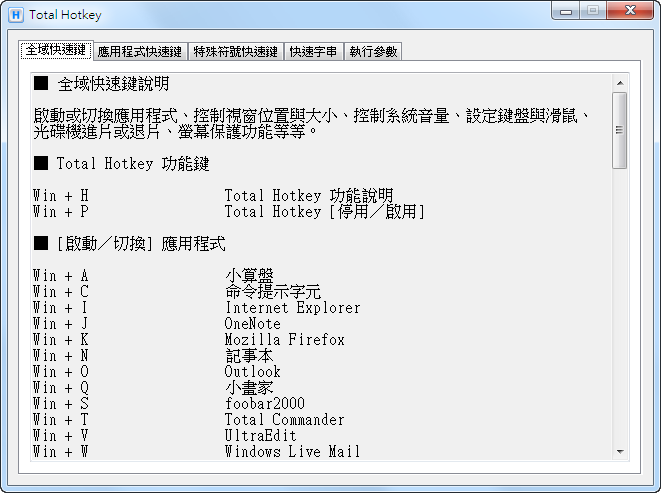 Total Hotkey
全域快速鍵 應用程式快速鍵 特殊符號快速鍵 快速字串 執行參數
■ 全域快速鍵說明
啟動或切換應用程式、控制視窗位置與大小、控制系統音量、設定鍵盤與滑鼠、
光碟機進片或退片、螢幕保護功能等等。
■ Total Hotkey 功能鍵
Win + H Total Hotkey 功能說明
Win + P Total Hotkey [停用／啟用]
■ [啟動／切換] 應用程式
Win + A 小算盤
Win + C 命令提示字元
Win + I Internet Explorer
Win + J OneNote
Win + K Mozilla Firefox
Win + N 記事本
Win + O Outlook
Win + Q 小畫家
Win + S foobar2000
Win + T Total Commander
Win + V UltraEdit
Win + W Windows Live Mail